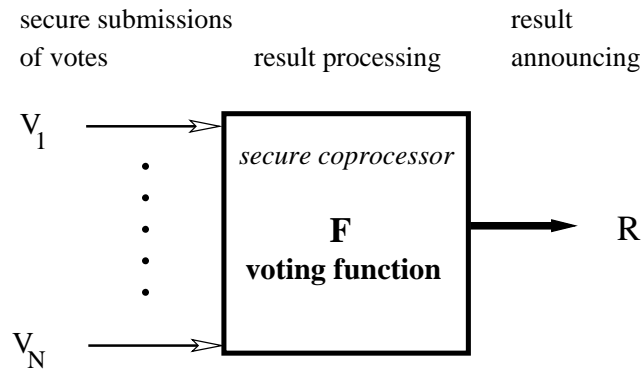 secure submissions
of votes
result processing
result
announcing
V1
secure coprocessor
F
voting function
R
VN